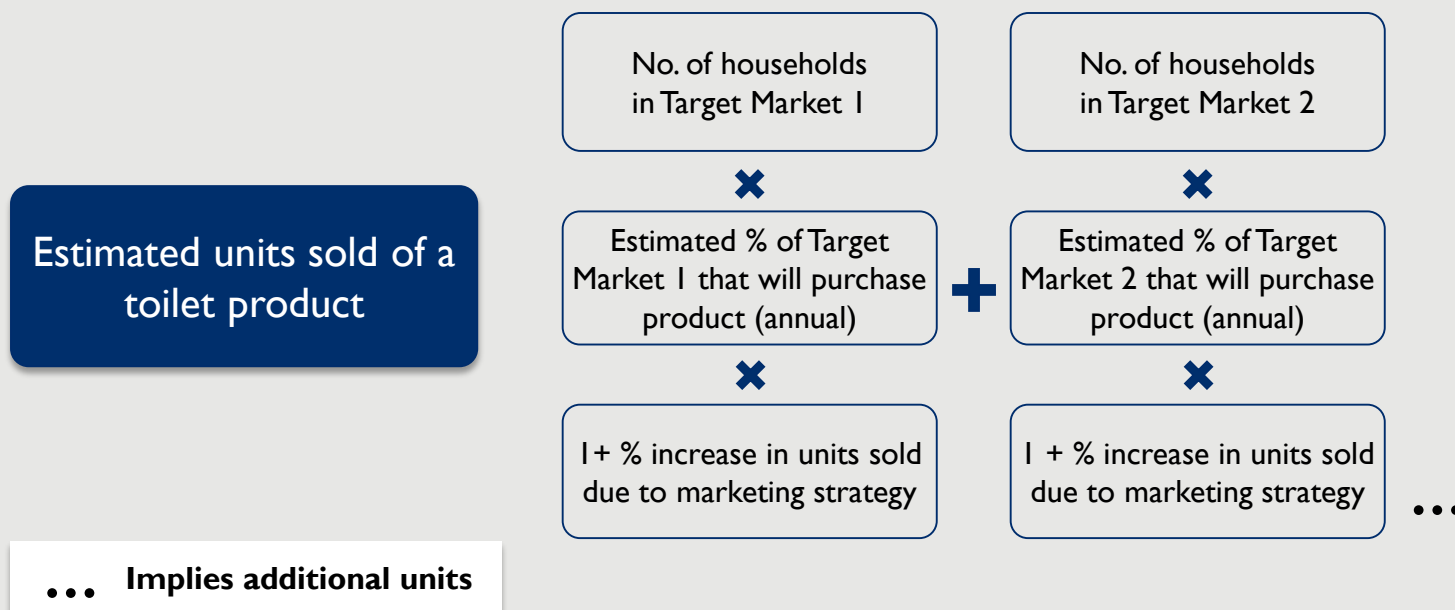 No. of households
in Target Market 1
No. of households
in Target Market 2
Estimated units sold of a
toilet product
Estimated % of Target
Market 1 that will purchase
product (annual)
Estimated % of Target
Market 2 that will purchase
product (annual)
1+ % increase in units sold
due to marketing strategy
1 + % increase in units sold
due to marketing strategy
...
... Implies additional units